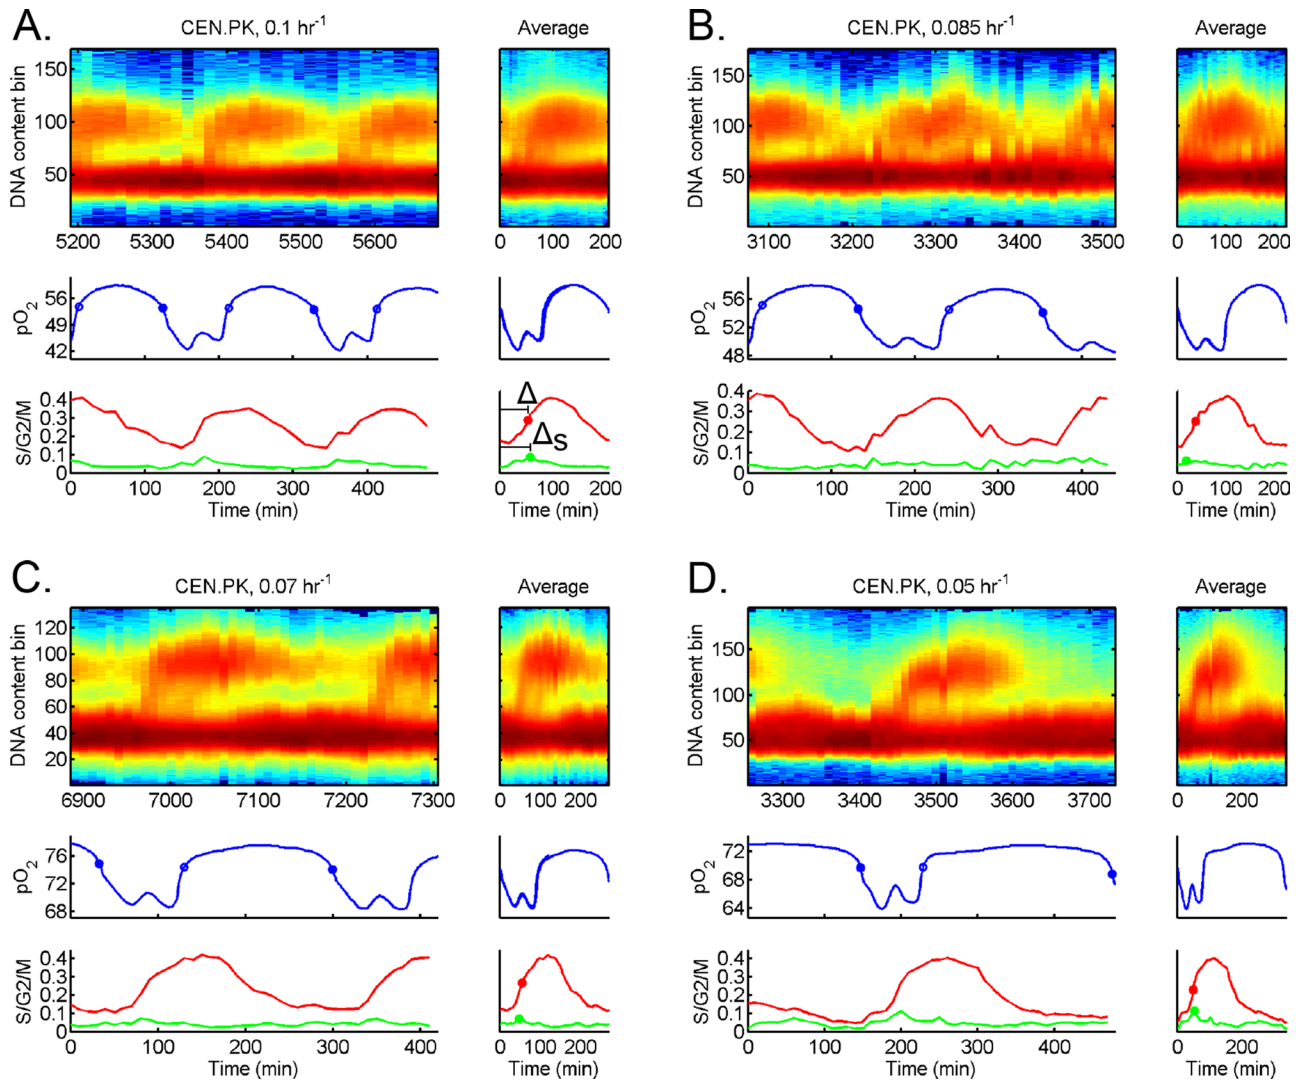 A.
CEN.PK, 0.1 hr-1
Average
DNA content bin
150
100
50
5200 5300 5400 5500 5600
0 100 200
pO2
56
49
42
0 100 200 300 400
S/G2/M
0.4
0.3
0.2
0.1
0
Δ
ΔS
0 100 200 300 400
Time (min)
0 100 200
Time (min)
B.
CEN.PK, 0.085 hr-1
Average
DNA content bin
150
100
50
3100 3200 3300 3400 3500
0 100 200
pO2
56
52
48
S/G2/M
0.4
0.3
0.2
0.1
0
0 100 200 300 400
Time (min)
0 100 200
Time (min)
C.
CEN.PK, 0.07 hr-1
Average
DNA content bin
120
100
80
60
40
20
6900 7000 7100 7200 7300
0 100 200
pO2
76
72
68
S/G2/M
0.4
0.3
0.2
0.1
0
0 100 200 300 400
Time (min)
0 100 200
Time (min)
D.
CEN.PK, 0.05 hr-1
Average
DNA content bin
150
100
50
3300 3400 3500 3600 3700
0 200
pO2
72
68
64
S/G2/M
0.4
0.3
0.2
0.1
0
0 100 200 300 400
Time (min)
0 200
Time (min)